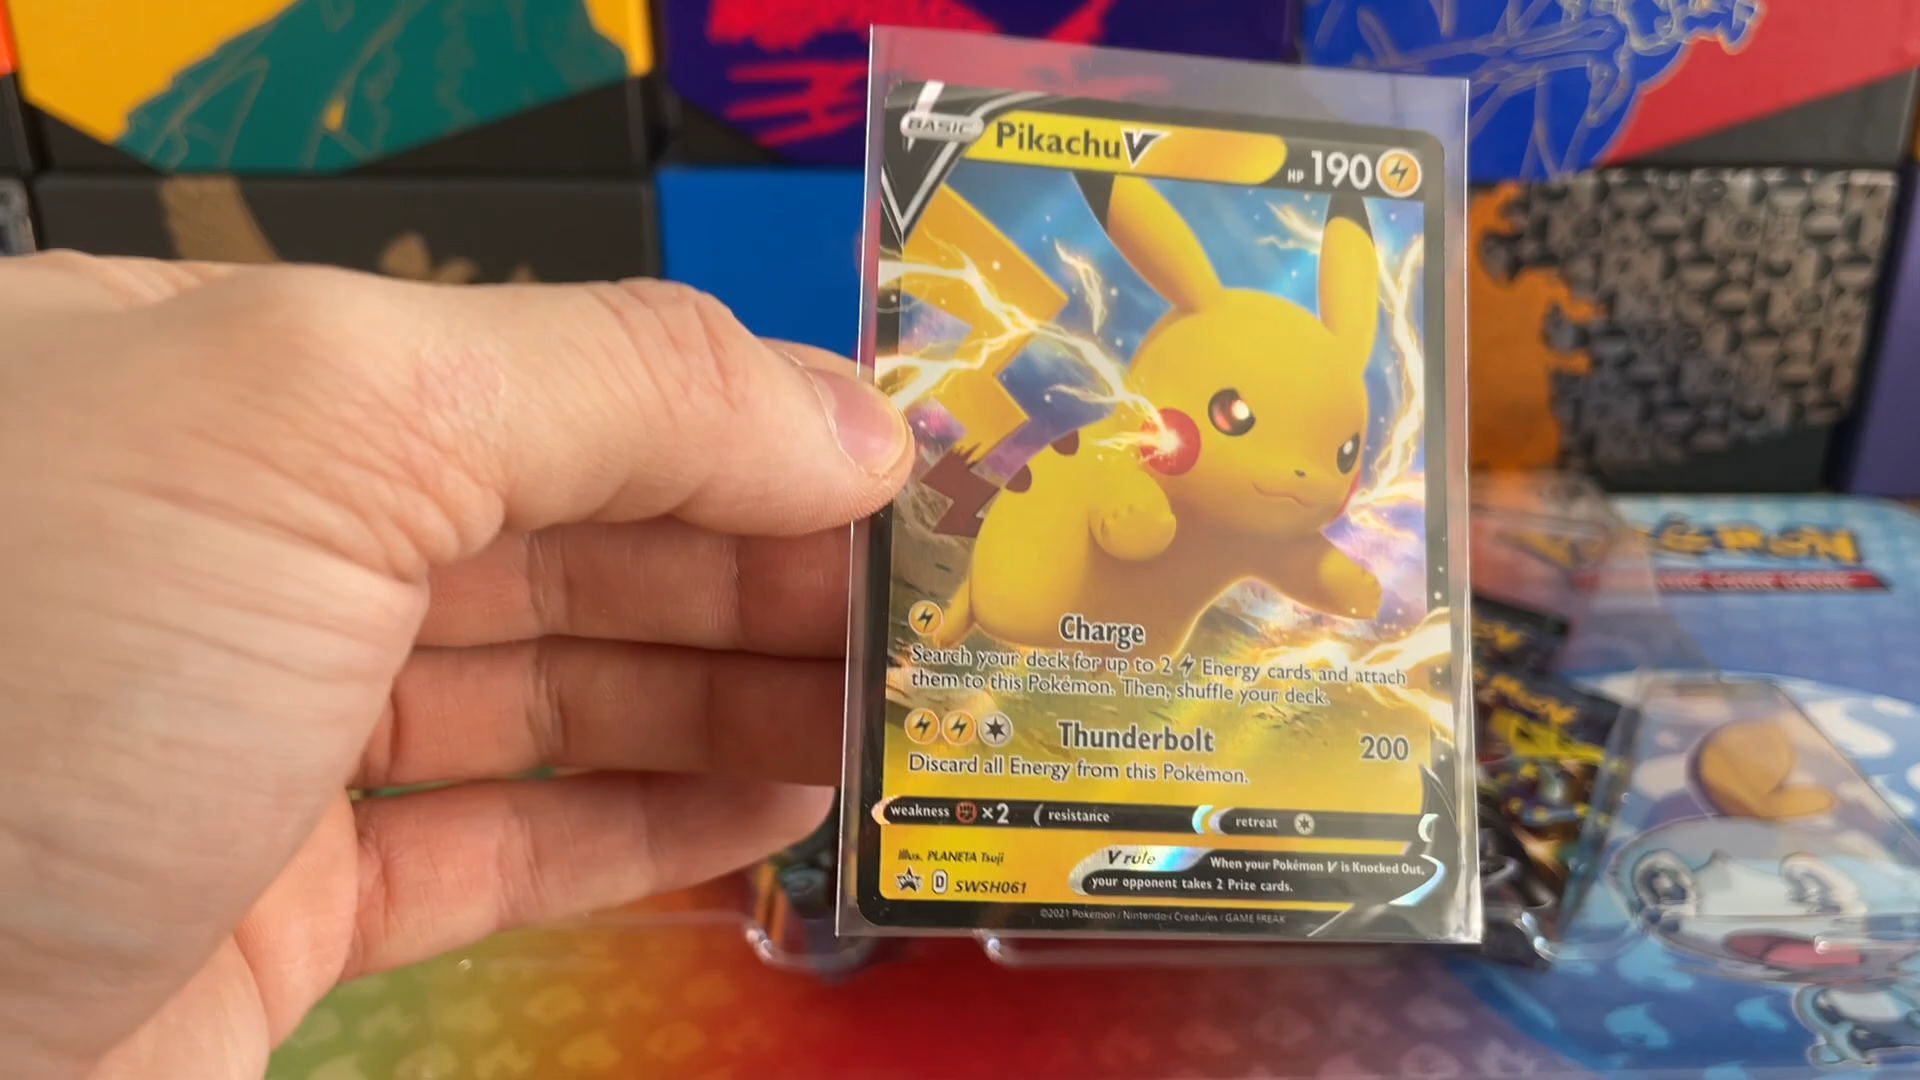 BASIC
Pikachu V
HP 190
Charge
Search your deck for up to 2 Energy cards and attach
them to this Pokémon. Then, shuffle your deck.
Thunderbolt 200
Discard all Energy from this Pokémon.
weakness ×2 resistance retreat
Illus. PLANETA Tsuji
D SWSH061
V rule When your Pokémon V is Knocked Out,
your opponent takes 2 Prize cards.
©2021 Pokémon / Nintendo / Creatures / GAME FREAK